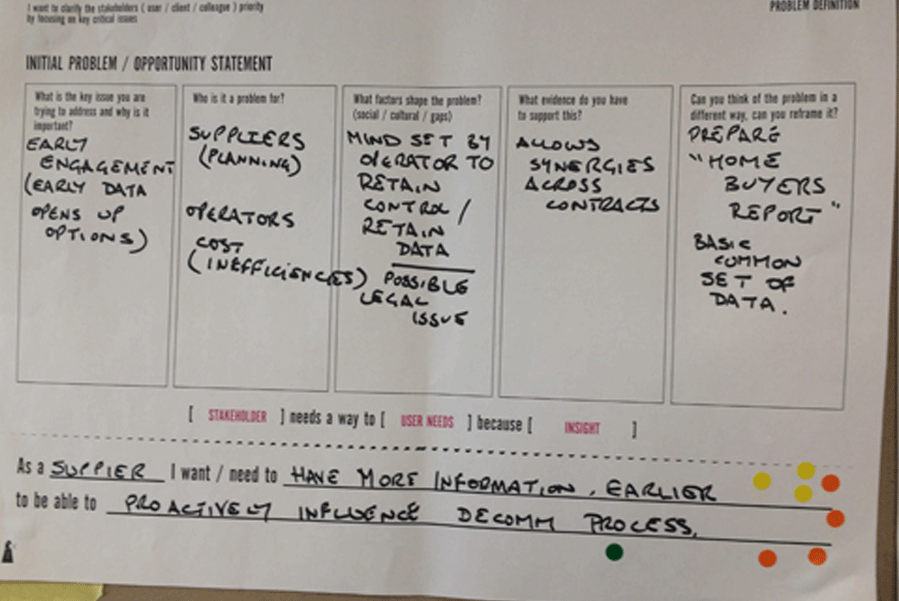 I want to clarify the stakeholders ( user / client / colleague ) priority
by focusing on key critical issues
PROBLEM DEFINITION
INITIAL PROBLEM / OPPORTUNITY STATEMENT
What is the key issue you are
trying to address and why is it
important?
EARLY
ENGAGEMENT
(EARLY DATA
OPENS UP
OPTIONS)
Who is it a problem for?
SUPPLIERS
(PLANNING)
OPERATORS
COST
(INEFFICIENCIES)
What factors shape the problem?
(social / cultural / gaps)
MIND SET BY
OPERATOR TO
RETAIN
CONTROL /
RETAIN
DATA
POSSIBLE
LEGAL
ISSUE
What evidence do you have
to support this?
ALLOWS
SYNERGIES
ACROSS
CONTRACTS
Can you think of the problem in a
different way, can you reframe it?
PREPARE
"HOME
BUYERS
REPORT"
BASIC
COMMON
SET OF
DATA.
[ STAKEHOLDER ] needs a way to [ USER NEEDS ] because [ INSIGHT ]
As a SUPPIER I want / need to HAVE MORE INFORMATION, EARLIER
to be able to PROACTIVELY INFLUENCE DECOMM PROCESS.